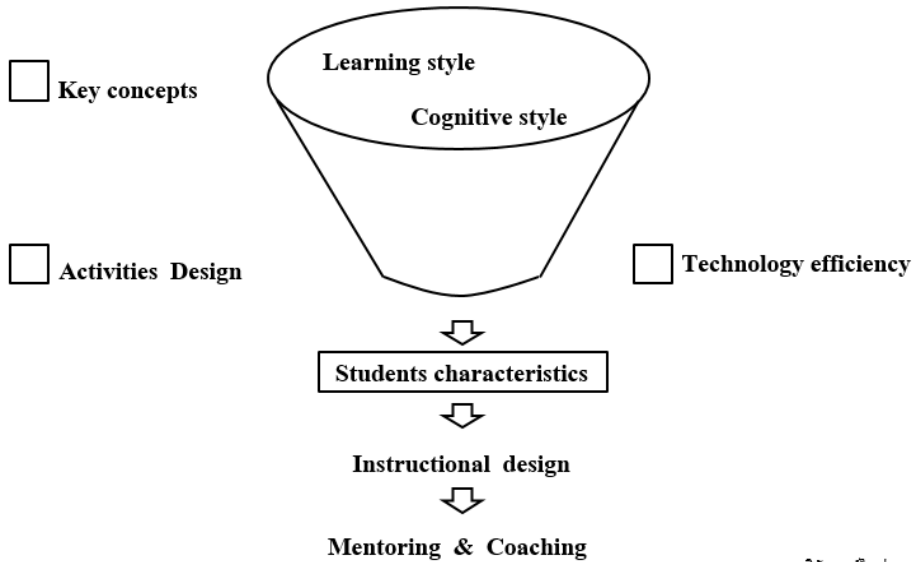 Learning style
Key concepts
Cognitive style
Activities Design
Technology efficiency
Students characteristics
Instructional design
Mentoring & Coaching